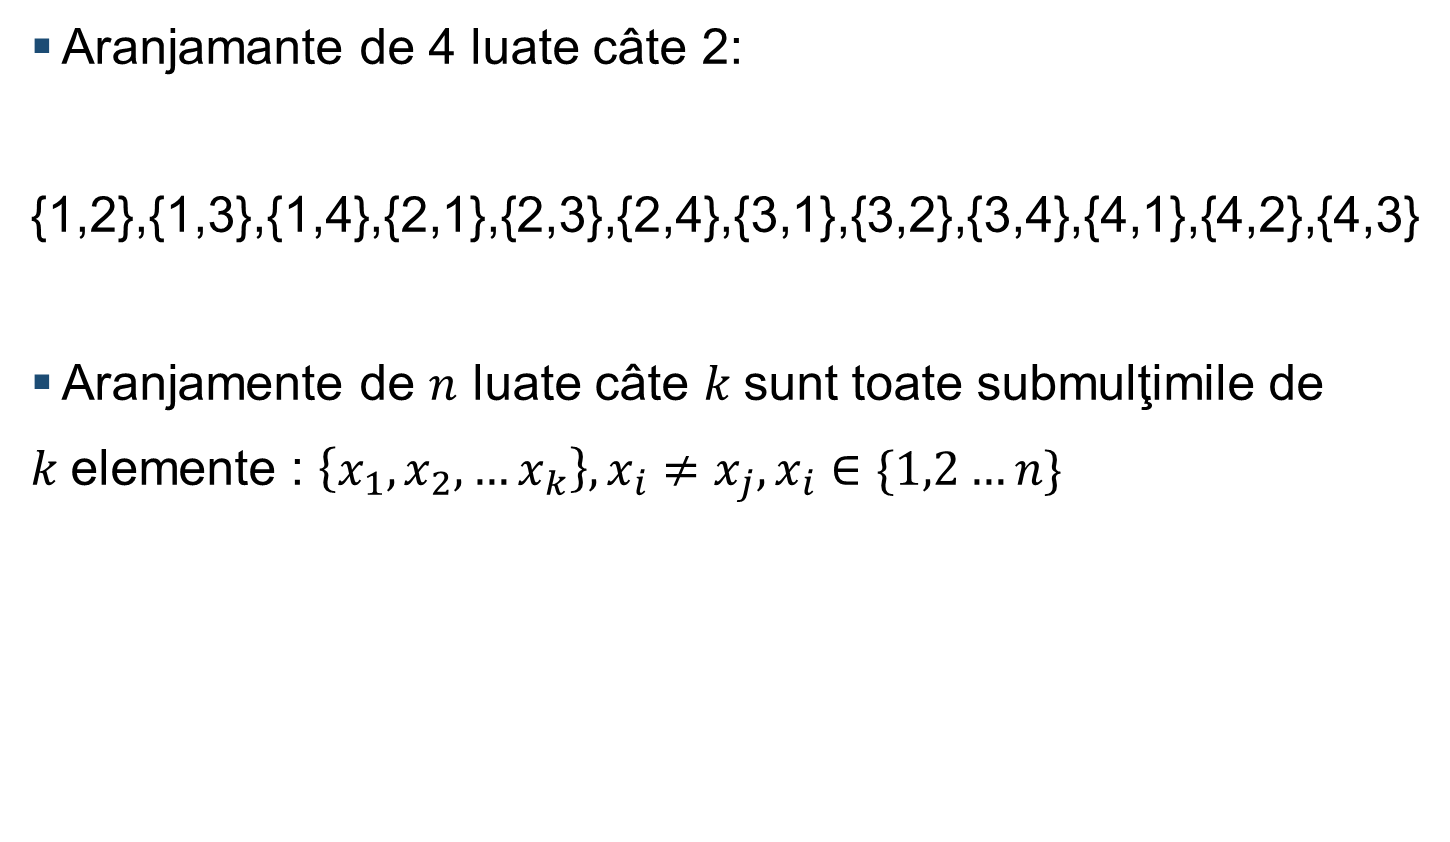 ▪ Aranjamante de 4 luate câte 2:
{1,2},{1,3},{1,4},{2,1},{2,3},{2,4},{3,1},{3,2},{3,4},{4,1},{4,2},{4,3}
▪ Aranjamente de 𝑛 luate câte 𝑘 sunt toate submulţimile de
𝑘 elemente : {𝑥₁, 𝑥₂, … 𝑥ₖ}, 𝑥ᵢ ≠ 𝑥ⱼ, 𝑥ᵢ ∈ {1,2 … 𝑛}